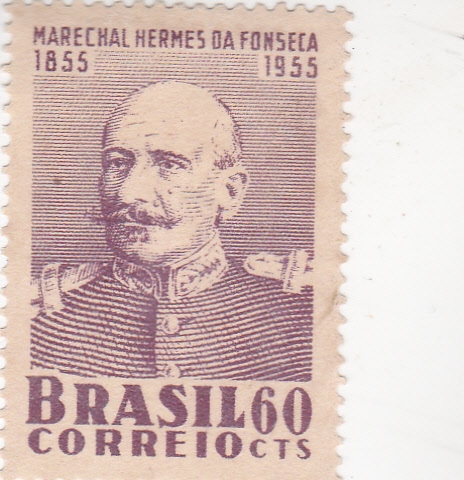 MARECHAL HERMES DA FONSECA
1855 1955
BRASIL 60
CORREIO CTS